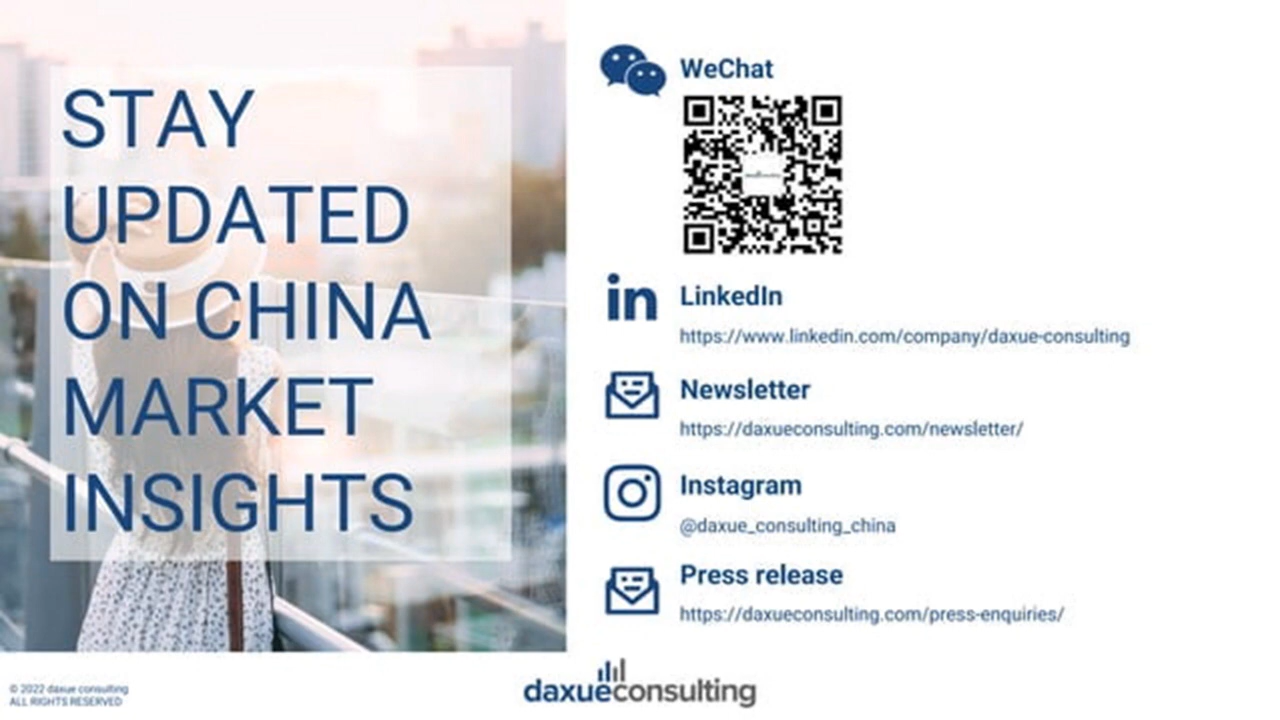 STAY
UPDATED
ON CHINA
MARKET
INSIGHTS
WeChat
LinkedIn
https://www.linkedin.com/company/daxue-consulting
Newsletter
https://daxueconsulting.com/newsletter/
Instagram
@daxue_consulting_china
Press release
https://daxueconsulting.com/press-enquiries/
© 2022 daxue consulting
ALL RIGHTS RESERVED
daxueconsulting